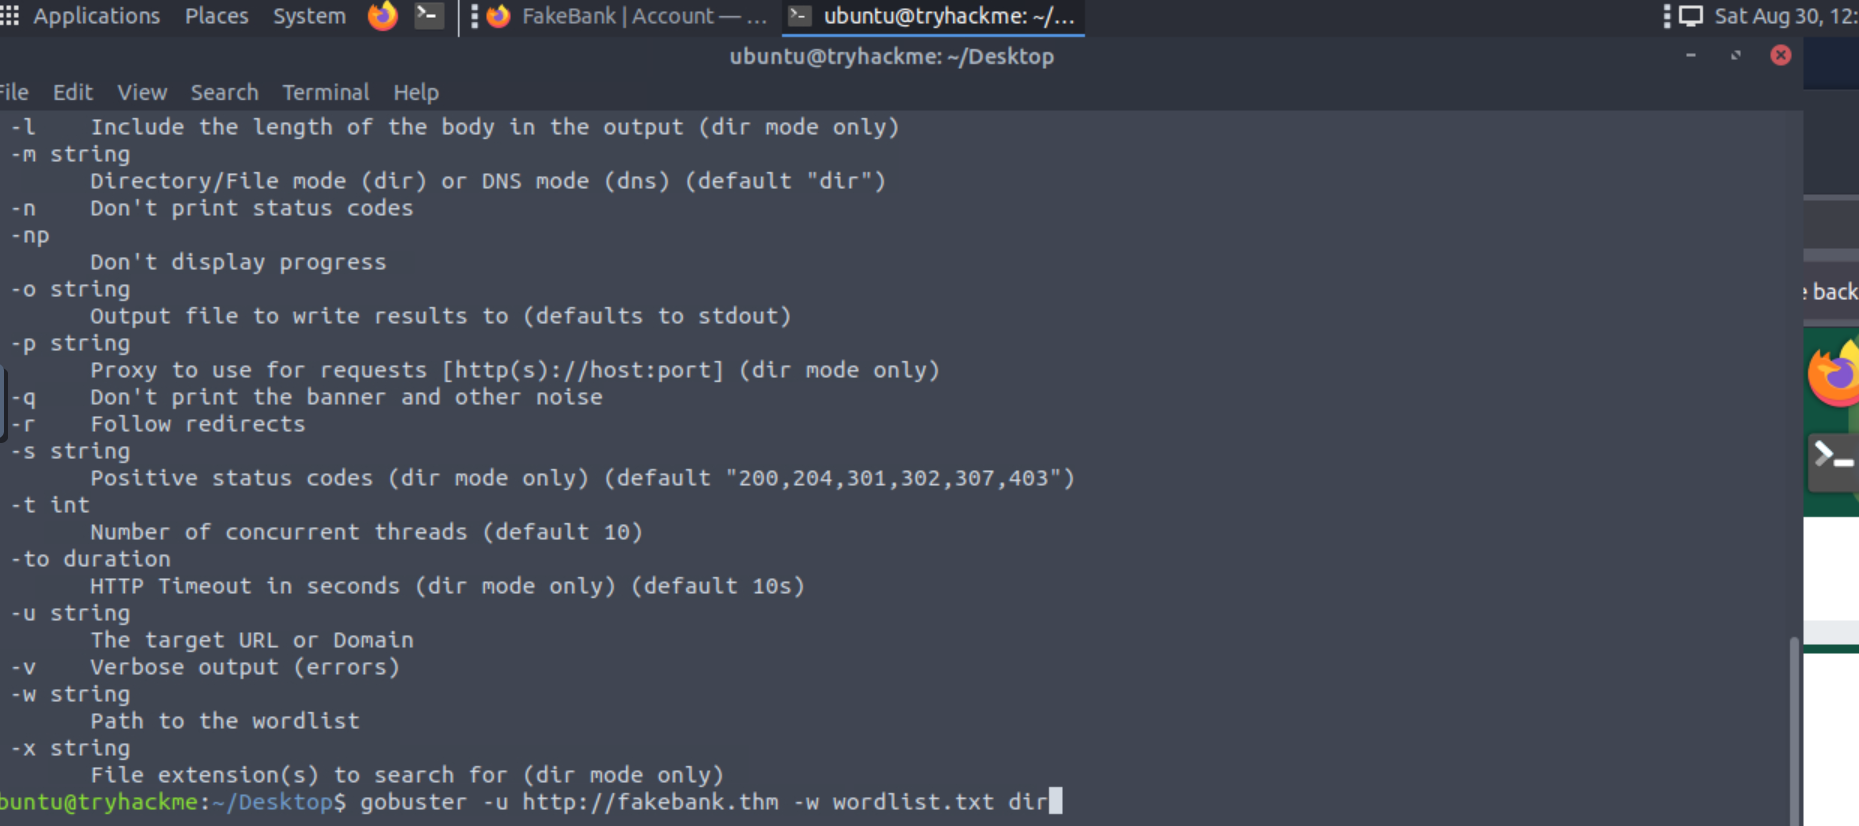 Applications Places System FakeBank | Account — ... ubuntu@tryhackme: ~/... Sat Aug 30, 12:
ubuntu@tryhackme: ~/Desktop
File Edit View Search Terminal Help
-l Include the length of the body in the output (dir mode only)
-m string
Directory/File mode (dir) or DNS mode (dns) (default "dir")
-n Don't print status codes
-np
Don't display progress
-o string
Output file to write results to (defaults to stdout)
e back
-p string
Proxy to use for requests [http(s)://host:port] (dir mode only)
-q Don't print the banner and other noise
-r Follow redirects
-s string
Positive status codes (dir mode only) (default "200,204,301,302,307,403")
-t int
Number of concurrent threads (default 10)
-to duration
HTTP Timeout in seconds (dir mode only) (default 10s)
-u string
The target URL or Domain
-v Verbose output (errors)
-w string
Path to the wordlist
-x string
File extension(s) to search for (dir mode only)
buntu@tryhackme:~/Desktop$ gobuster -u http://fakebank.thm -w wordlist.txt dir